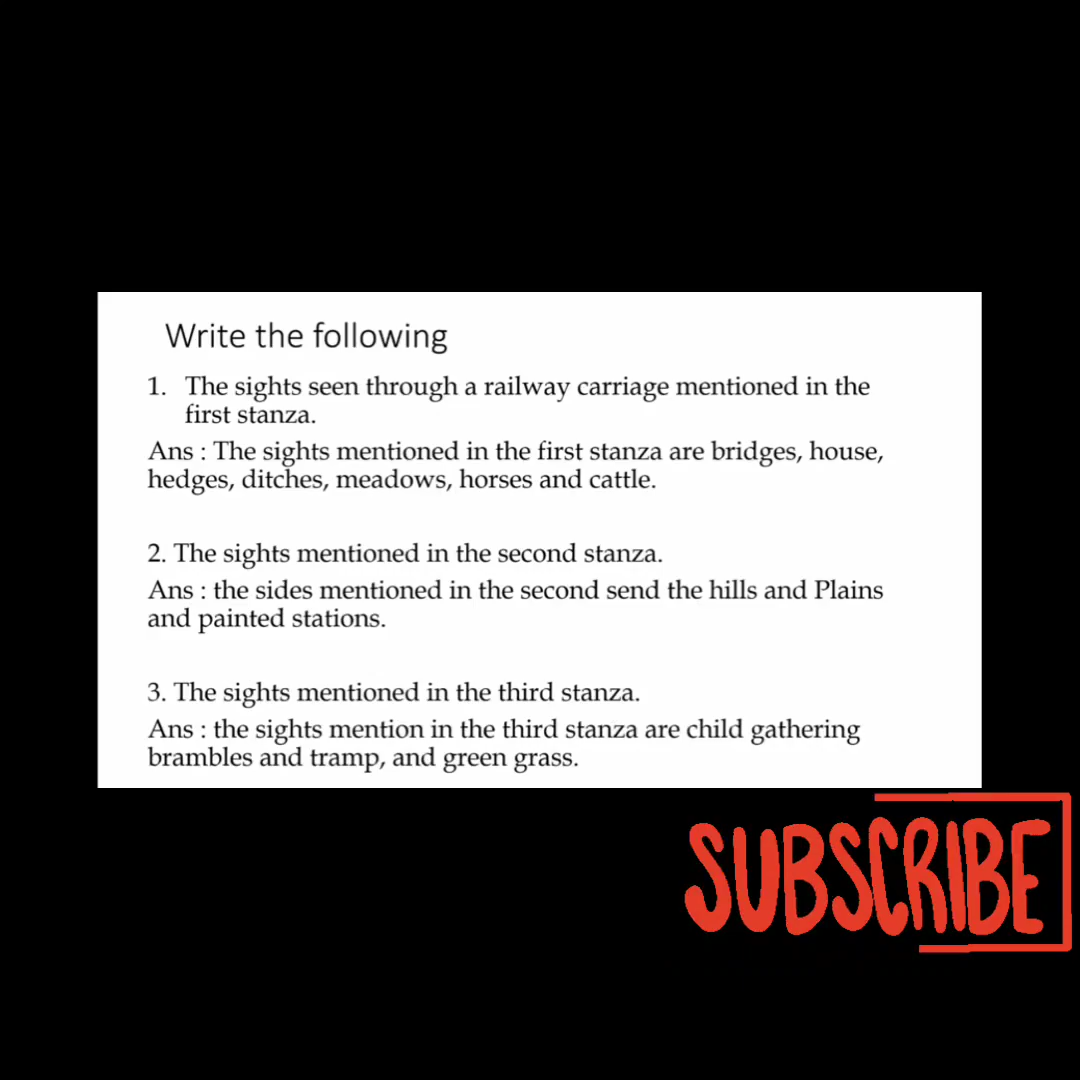 Write the following
1. The sights seen through a railway carriage mentioned in the
first stanza.
Ans : The sights mentioned in the first stanza are bridges, house,
hedges, ditches, meadows, horses and cattle.
2. The sights mentioned in the second stanza.
Ans : the sides mentioned in the second send the hills and Plains
and painted stations.
3. The sights mentioned in the third stanza.
Ans : the sights mention in the third stanza are child gathering
brambles and tramp, and green grass.
SUBSCRIBE